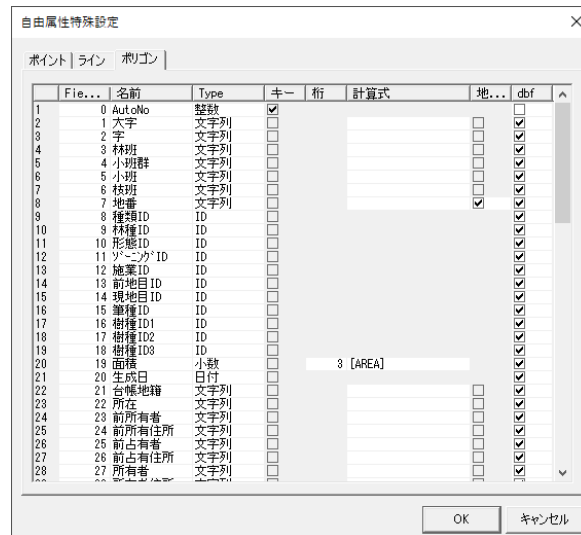 自由属性特殊設定
ポイント ライン ポリゴン
Fie... 名前 Type キー 桁 計算式 地... dbf
1 0 AutoNo 整数
2 1 大字 文字列
3 2 字 文字列
4 3 林班 文字列
5 4 小班群 文字列
6 5 小班 文字列
7 6 枝班 文字列
8 7 地番 文字列
9 8 種類ID ID
10 9 林種ID ID
11 10 形態ID ID
12 11 ｿﾞｰﾆﾝｸﾞID ID
13 12 施業ID ID
14 13 前地目ID ID
15 14 現地目ID ID
16 15 筆種ID ID
17 16 樹種ID1 ID
18 17 樹種ID2 ID
19 18 樹種ID3 ID
20 19 面積 小数 3 [AREA]
21 20 生成日 日付
22 21 台帳地籍 文字列
23 22 所在 文字列
24 23 前所有者 文字列
25 24 前所有住所 文字列
26 25 前占有者 文字列
27 26 前占有住所 文字列
28 27 所有者 文字列
OK キャンセル